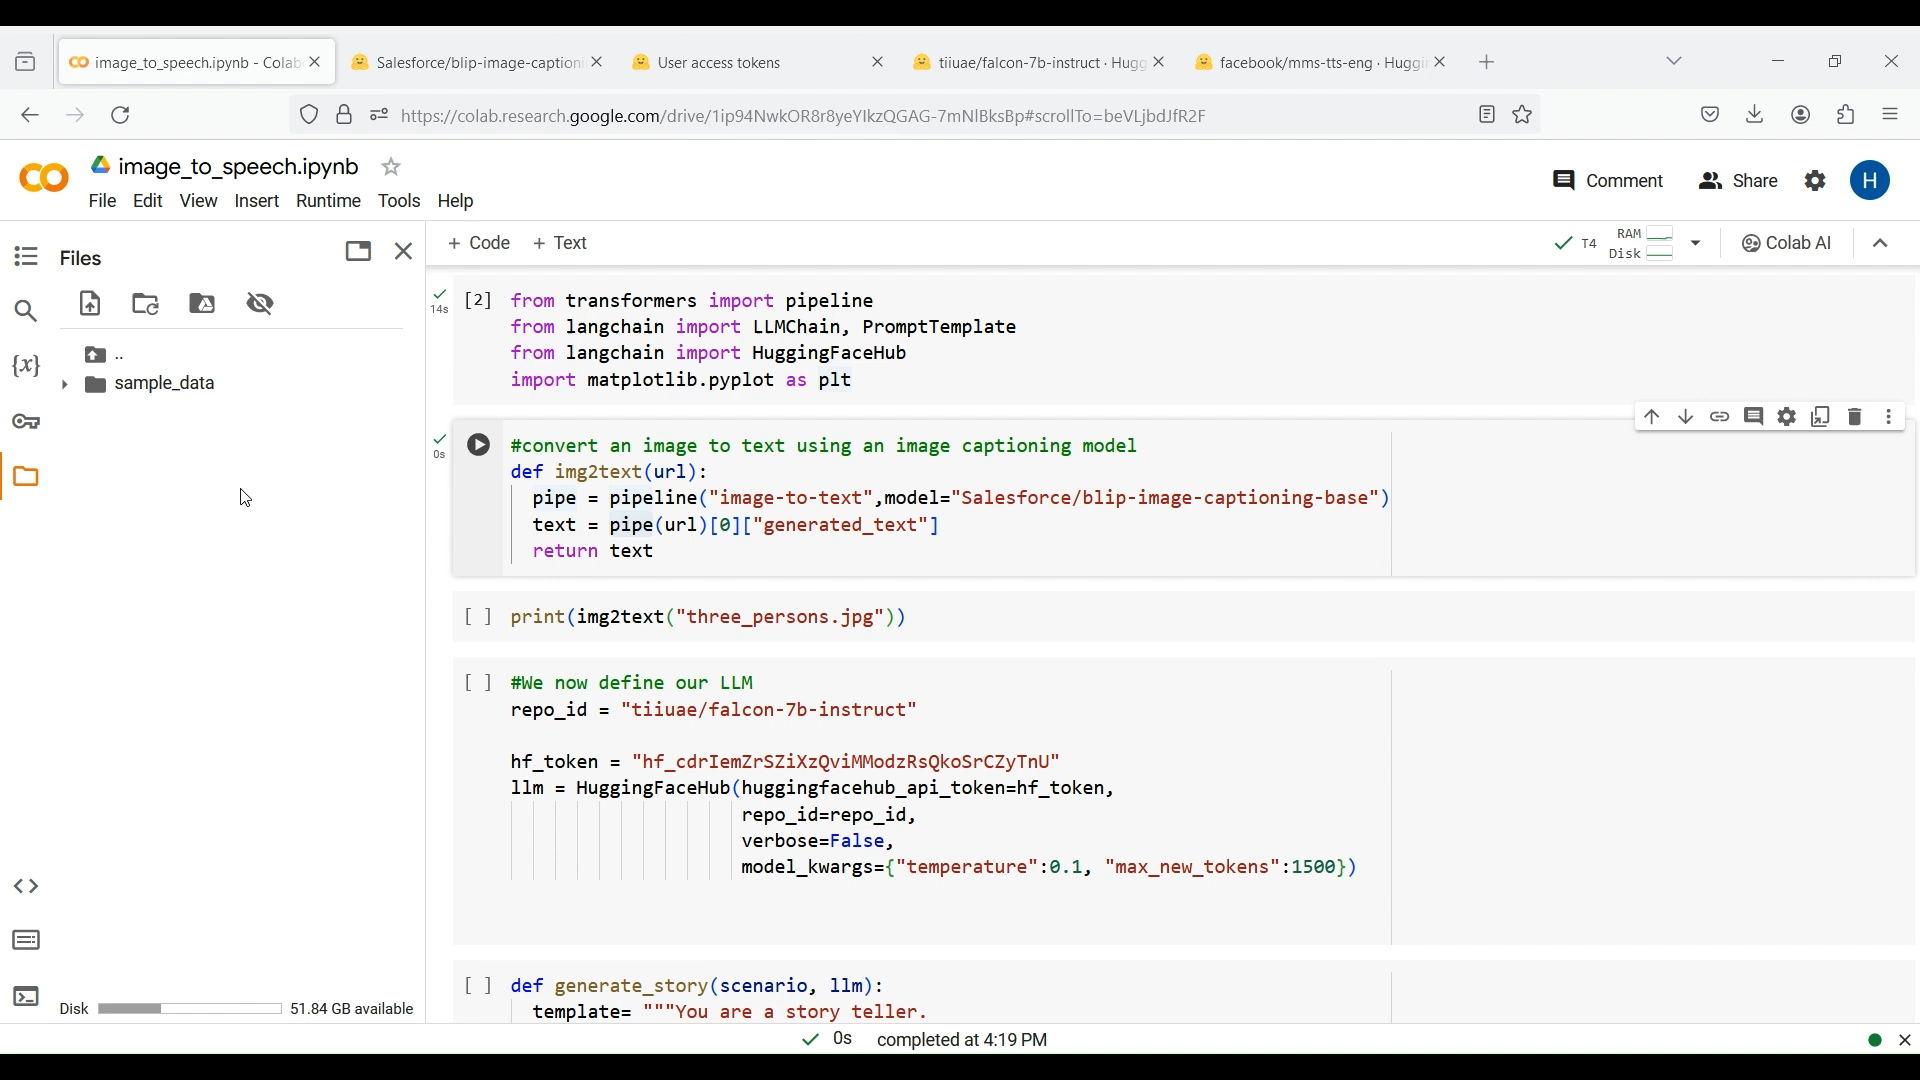 image_to_speech.ipynb - Colab
Salesforce/blip-image-caption
User access tokens
tiiuae/falcon-7b-instruct · Hugg
facebook/mms-tts-eng · Huggi
https://colab.research.google.com/drive/1ip94NwkOR8r8yeYIkzQGAG-7mNlBksBp#scrollTo=beVLjbdJfR2F
image_to_speech.ipynb
File Edit View Insert Runtime Tools Help
Comment Share H
Files
+ Code + Text
T4 RAM Disk Colab AI
..
sample_data
14s
[2] from transformers import pipeline
from langchain import LLMChain, PromptTemplate
from langchain import HuggingFaceHub
import matplotlib.pyplot as plt
0s
#convert an image to text using an image captioning model
def img2text(url):
pipe = pipeline("image-to-text",model="Salesforce/blip-image-captioning-base")
text = pipe(url)[0]["generated_text"]
return text
[ ] print(img2text("three_persons.jpg"))
[ ] #We now define our LLM
repo_id = "tiiuae/falcon-7b-instruct"
hf_token = "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"
llm = HuggingFaceHub(huggingfacehub_api_token=hf_token,
repo_id=repo_id,
verbose=False,
model_kwargs={"temperature":0.1, "max_new_tokens":1500})
[ ] def generate_story(scenario, llm):
template= """You are a story teller.
Disk 51.84 GB available
0s completed at 4:19 PM